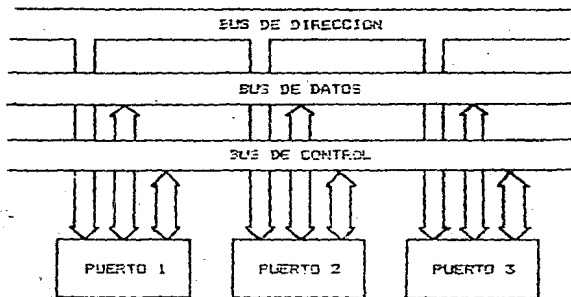 BUS DE DIRECCION
BUS DE DATOS
BUS DE CONTROL
PUERTO 1
PUERTO 2
PUERTO 3